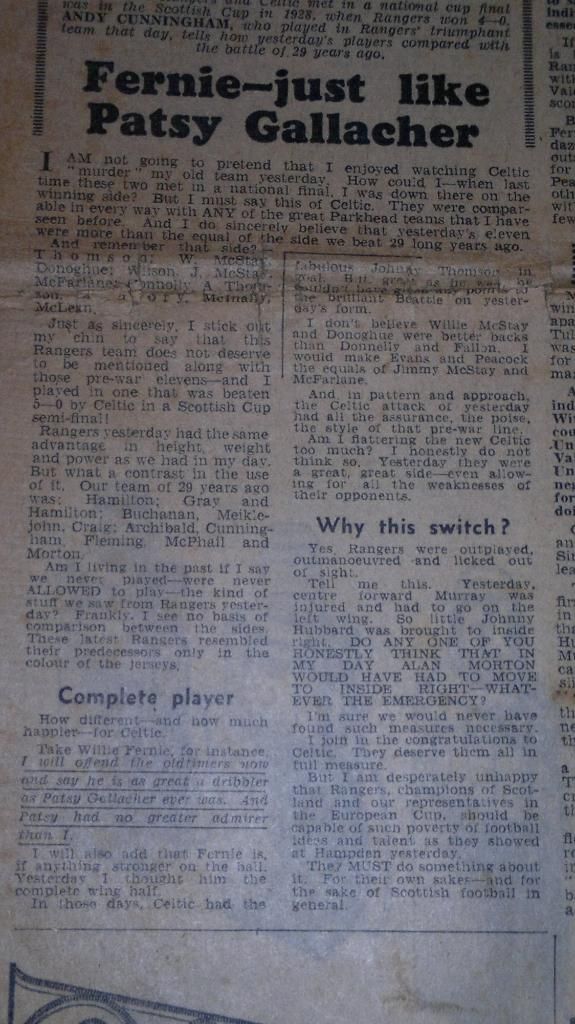 was in the Scottish Cup in 1928, when Rangers won 4—0.
ANDY CUNNINGHAM, who played in Rangers' triumphant
team that day, tells how yesterday's players compared with
the battle of 29 years ago.
Fernie—just like
Patsy Gallacher
I AM not going to pretend that I enjoyed watching Celtic
"murder" my old team yesterday. How could I—when last
time these two met in a national final, I was down there on the
winning side? But I must say this of Celtic. They were compar-
able in every way with ANY of the great Parkhead teams that I have
seen before. And I do sincerely believe that yesterday's eleven
were more than the equal of the side we beat 29 long years ago.
And remember that side?
Thomson; W. McStay,
Donoghue; Wilson, J. McStay,
McFarlane; Connolly, A. Thom-
son, McInally,
McLean.
Just as sincerely, I stick out
my chin to say that this
Rangers team does not deserve
to be mentioned along with
those pre-war elevens—and I
played in one that was beaten
5—0 by Celtic in a Scottish Cup
semi-final!
Rangers yesterday had the same
advantage in height, weight
and power as we had in my day.
But what a contrast in the use
of it. Our team of 29 years ago
was: Hamilton; Gray and
Hamilton; Buchanan, Meikle-
john, Craig; Archibald, Cunning-
ham, Fleming, McPhail and
Morton.
Am I living in the past if I say
we never played—were never
ALLOWED to play—the kind of
stuff we saw from Rangers yester-
day? Frankly, I see no basis of
comparison between the sides.
These latest Rangers resembled
their predecessors only in the
colour of the jerseys.
Complete player
How different—and how much
happier—for Celtic.
Take Willie Fernie, for instance.
I will offend the oldtimers now
and say he is as great a dribbler
as Patsy Gallacher ever was. And
Patsy had no greater admirer
than I.
I will also add that Fernie is,
if anything stronger on the ball.
Yesterday I thought him the
complete wing half.
In those days, Celtic had the
fabulous Johnny Thomson in
goal. But great as he was he
couldn't have given any points to
the brilliant Beattie on yester-
day's form.
I don't believe Willie McStay
and Donoghue were better backs
than Donnelly and Fallon. I
would make Evans and Peacock
the equals of Jimmy McStay and
McFarlane.
And, in pattern and approach,
the Celtic attack of yesterday
had all the assurance, the poise,
the style of that pre-war line.
Am I flattering the new Celtic
too much? I honestly do not
think so. Yesterday they were
a great, great side—even allow-
ing for all the weaknesses of
their opponents.
Why this switch?
Yes, Rangers were outplayed,
outmanoeuvred and licked out
of sight.
Tell me this. Yesterday,
centre forward Murray was
injured and had to go on the
left wing. So little Johnny
Hubbard was brought to inside
right. DO ANY ONE OF YOU
HONESTLY THINK THAT IN
MY DAY ALAN MORTON
WOULD HAVE HAD TO MOVE
TO INSIDE RIGHT—WHAT-
EVER THE EMERGENCY?
I'm sure we would never have
found such measures necessary.
I join in the congratulations to
Celtic. They deserve them all in
full measure.
But I am desperately unhappy
that Rangers, champions of Scot-
land and our representatives in
the European Cup, should be
capable of such poverty of football
ideas and talent as they showed
at Hampden yesterday.
They MUST do something about
it. For their own sakes—and for
the sake of Scottish football in
general.